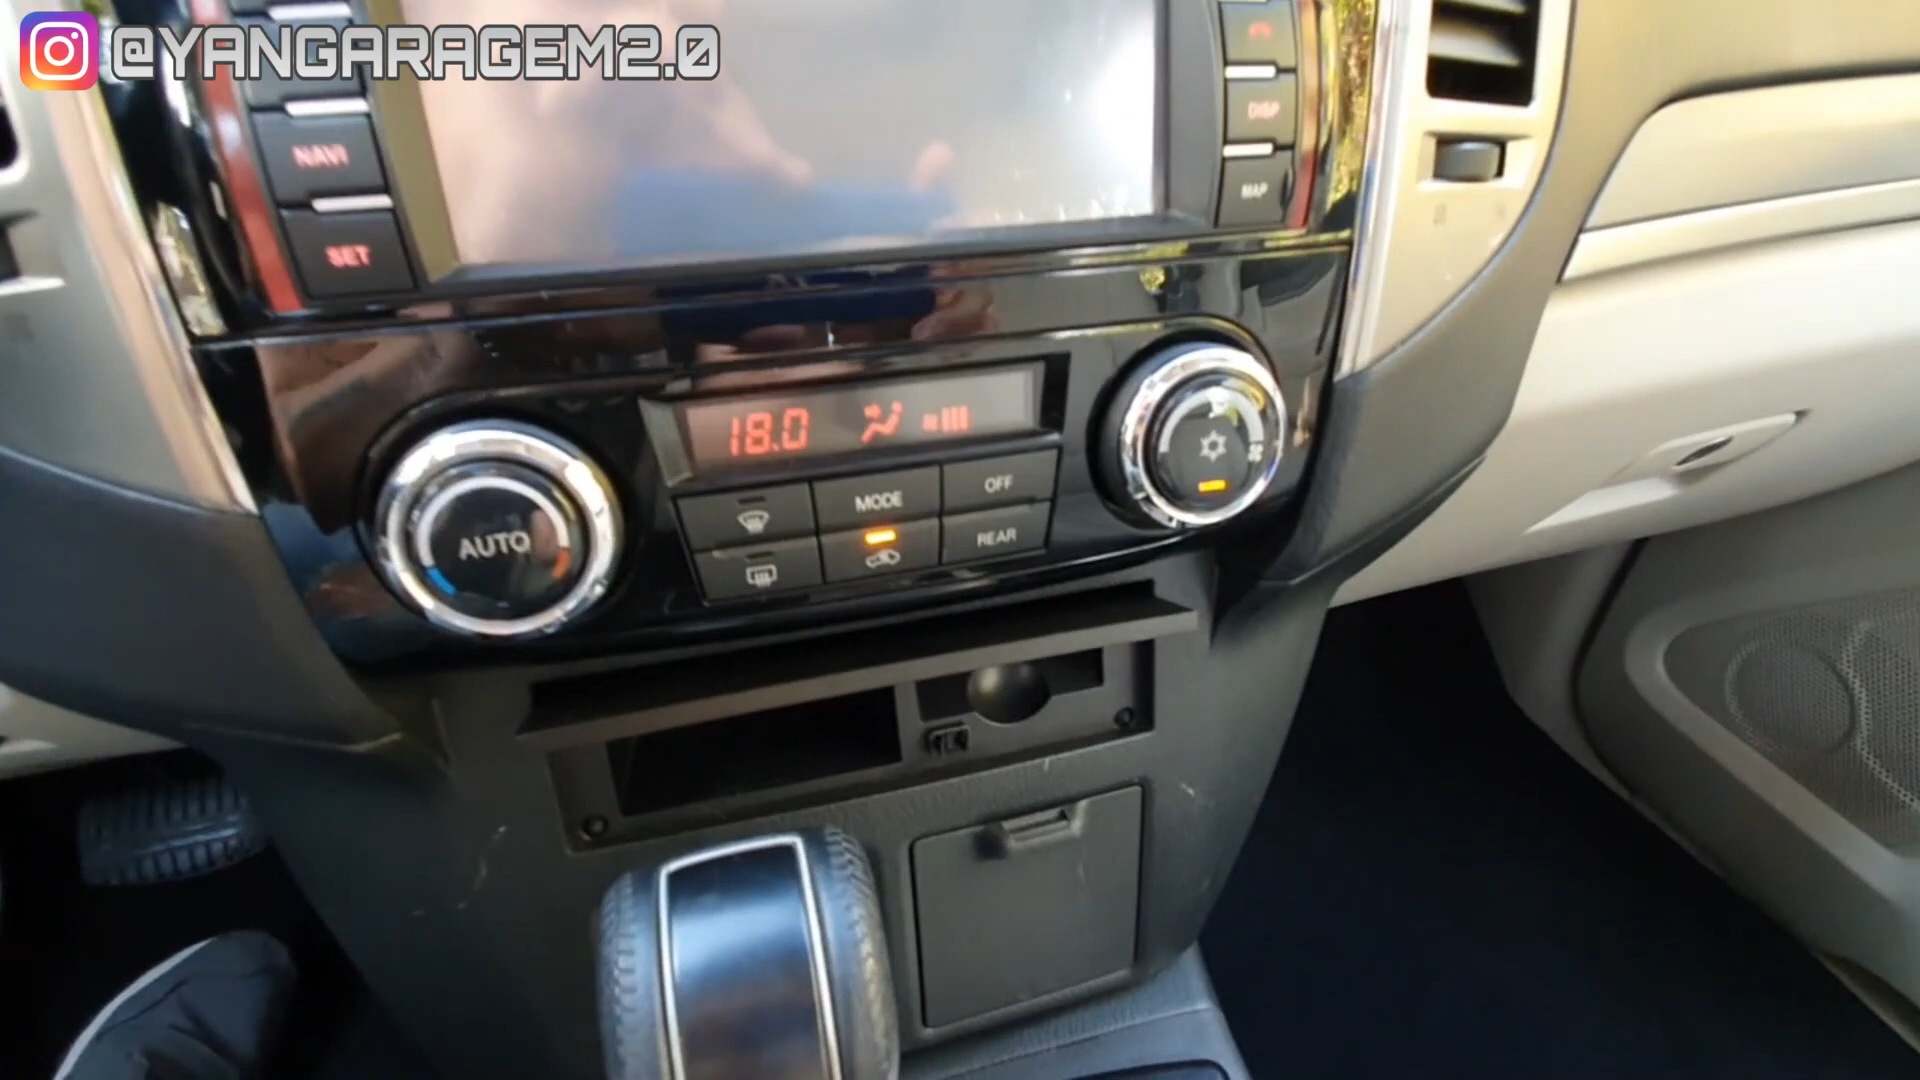 @YANGARAGEM2.0
DISP
NAVI
MAP
SET
18.0
MODE
OFF
AUTO
REAR